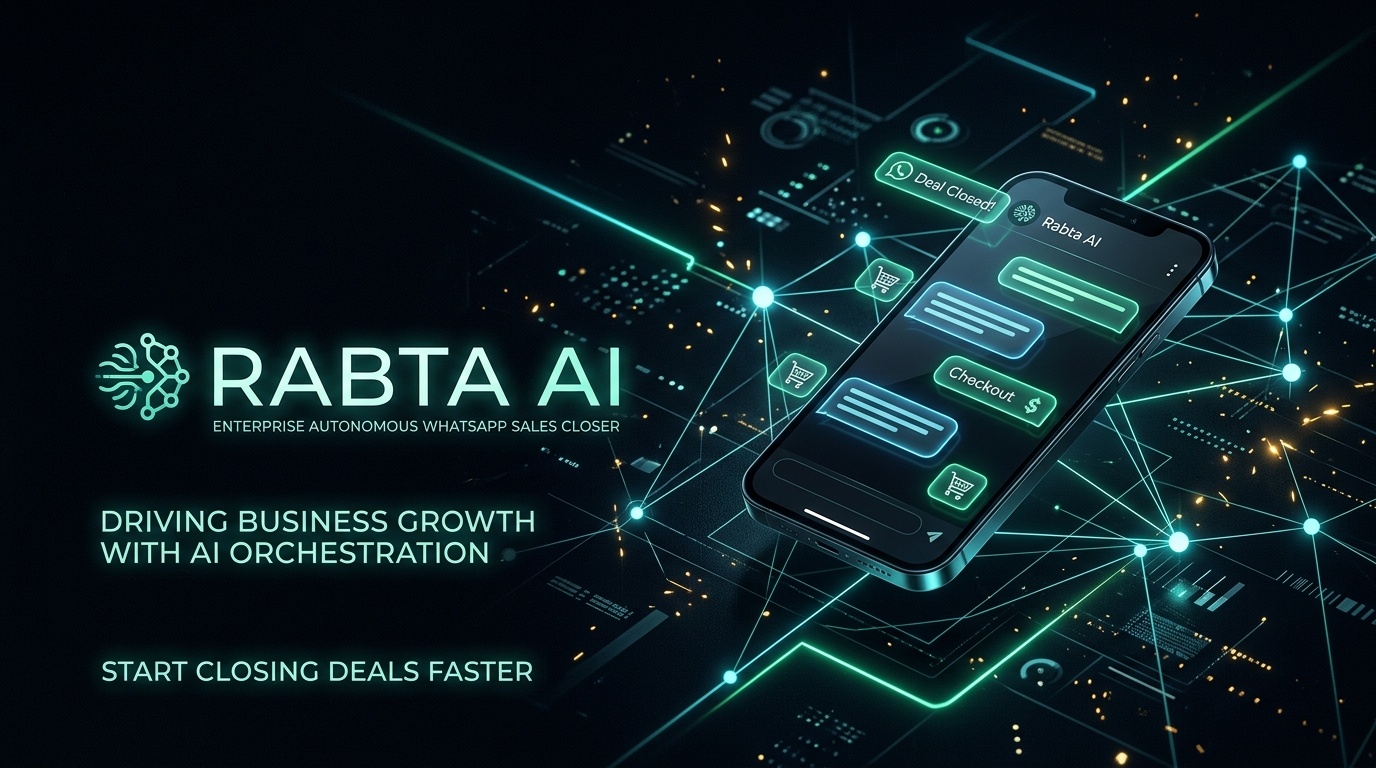 RABTA AI
ENTERPRISE AUTONOMOUS WHATSAPP SALES CLOSER
DRIVING BUSINESS GROWTH
WITH AI ORCHESTRATION
START CLOSING DEALS FASTER
Deal Closed!
Rabta AI
Checkout $